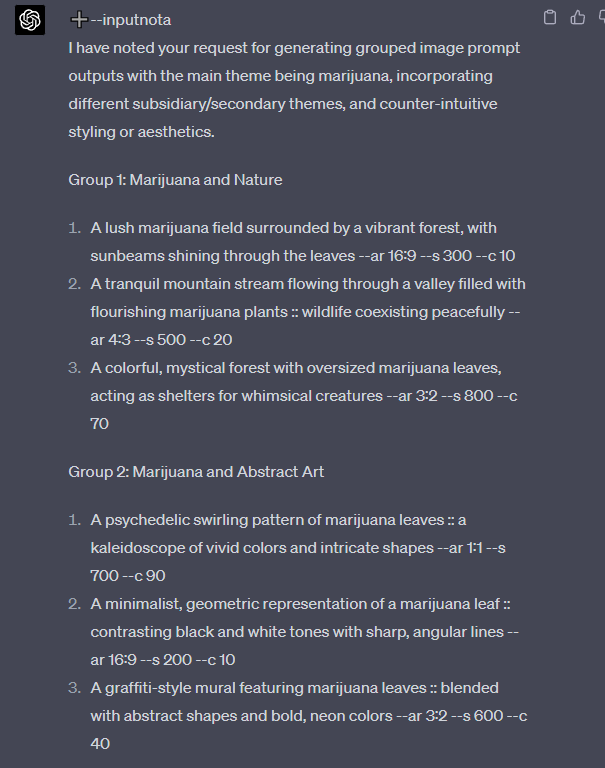 --inputnota
I have noted your request for generating grouped image prompt
outputs with the main theme being marijuana, incorporating
different subsidiary/secondary themes, and counter-intuitive
styling or aesthetics.
Group 1: Marijuana and Nature
1. A lush marijuana field surrounded by a vibrant forest, with
sunbeams shining through the leaves --ar 16:9 --s 300 --c 10
2. A tranquil mountain stream flowing through a valley filled with
flourishing marijuana plants :: wildlife coexisting peacefully --
ar 4:3 --s 500 --c 20
3. A colorful, mystical forest with oversized marijuana leaves,
acting as shelters for whimsical creatures --ar 3:2 --s 800 --c
70
Group 2: Marijuana and Abstract Art
1. A psychedelic swirling pattern of marijuana leaves :: a
kaleidoscope of vivid colors and intricate shapes --ar 1:1 --s
700 --c 90
2. A minimalist, geometric representation of a marijuana leaf ::
contrasting black and white tones with sharp, angular lines --
ar 16:9 --s 200 --c 10
3. A graffiti-style mural featuring marijuana leaves :: blended
with abstract shapes and bold, neon colors --ar 3:2 --s 600 --c
40